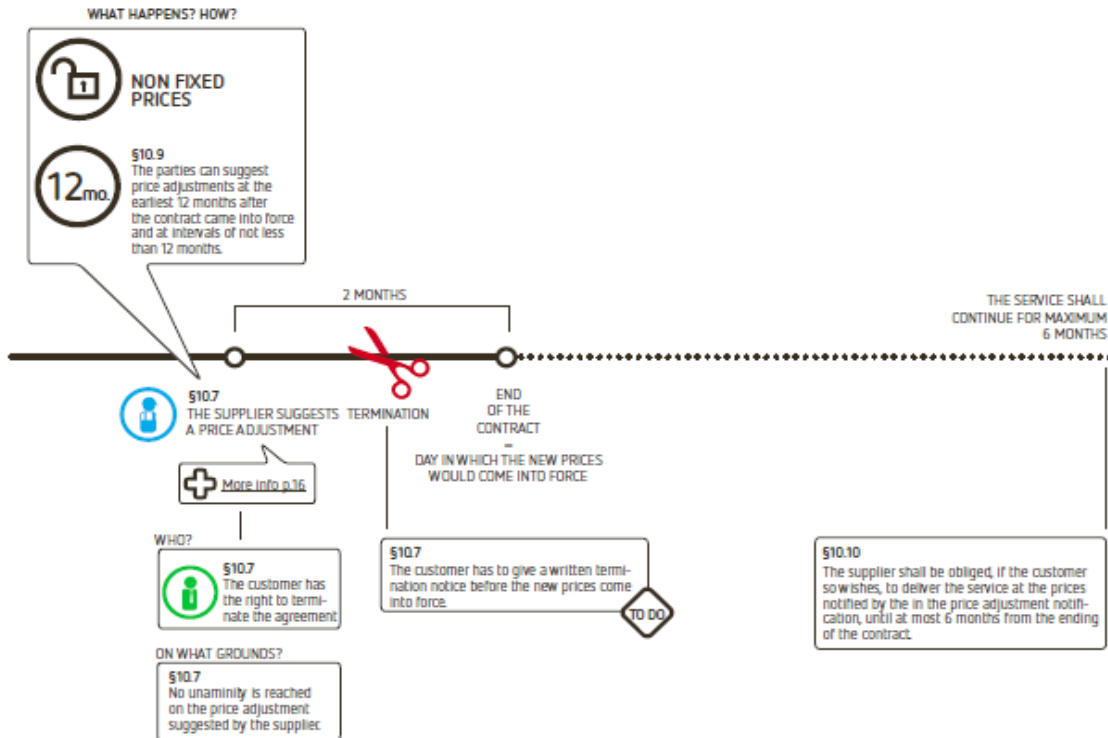 WHAT HAPPENS? HOW?
NON FIXED
PRICES
12mo.
§10.9
The parties can suggest
price adjustments at the
earliest 12 months after
the contract came into force
and at intervals of not less
than 12 months.
2 MONTHS
THE SERVICE SHALL
CONTINUE FOR MAXIMUM
6 MONTHS
§10.7
THE SUPPLIER SUGGESTS
A PRICE ADJUSTMENT
TERMINATION
END
OF THE
CONTRACT
=
DAY IN WHICH THE NEW PRICES
WOULD COME INTO FORCE
More info p.16
WHO?
§10.7
The customer has
the right to termi-
nate the agreement
§10.7
The customer has to give a written termi-
nation notice before the new prices come
into force.
TO DO
§10.10
The supplier shall be obliged, if the customer
so wishes, to deliver the service at the prices
notified by the in the price adjustment notifi-
cation, until at most 6 months from the ending
of the contract.
ON WHAT GROUNDS?
§10.7
No unaminity is reached
on the price adjustment
suggested by the supplier.